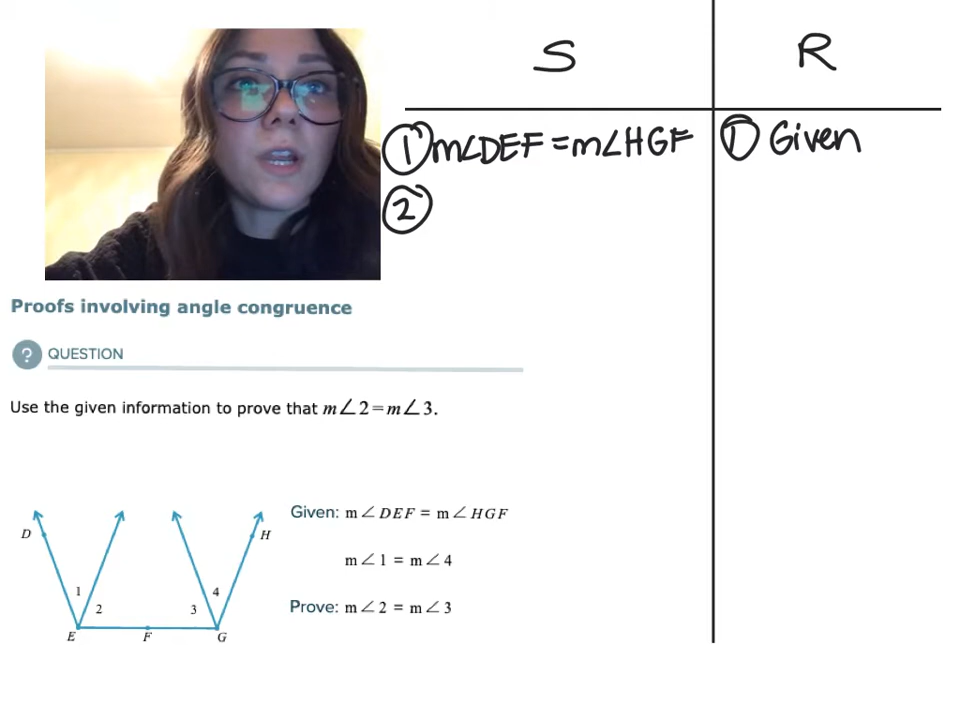 S R
① m∠DEF = m∠HGF ① Given
②
Proofs involving angle congruence
? QUESTION
Use the given information to prove that m∠2=m∠3.
D
H
1
2
3
4
E
F
G
Given: m∠DEF = m∠HGF
m∠1 = m∠4
Prove: m∠2 = m∠3